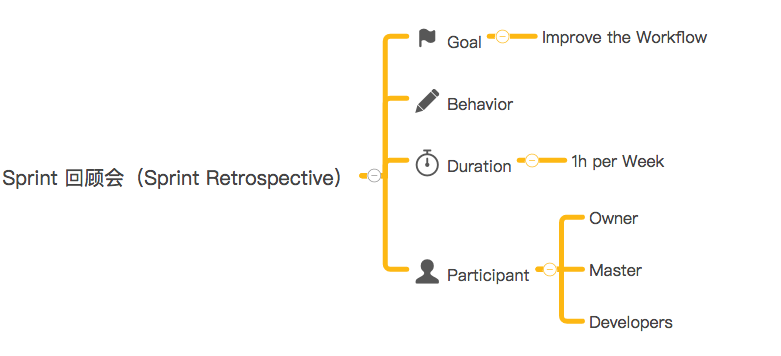 Goal
Improve the Workflow
Behavior
Sprint 回顾会（Sprint Retrospective）
Duration
1h per Week
Participant
Owner
Master
Developers